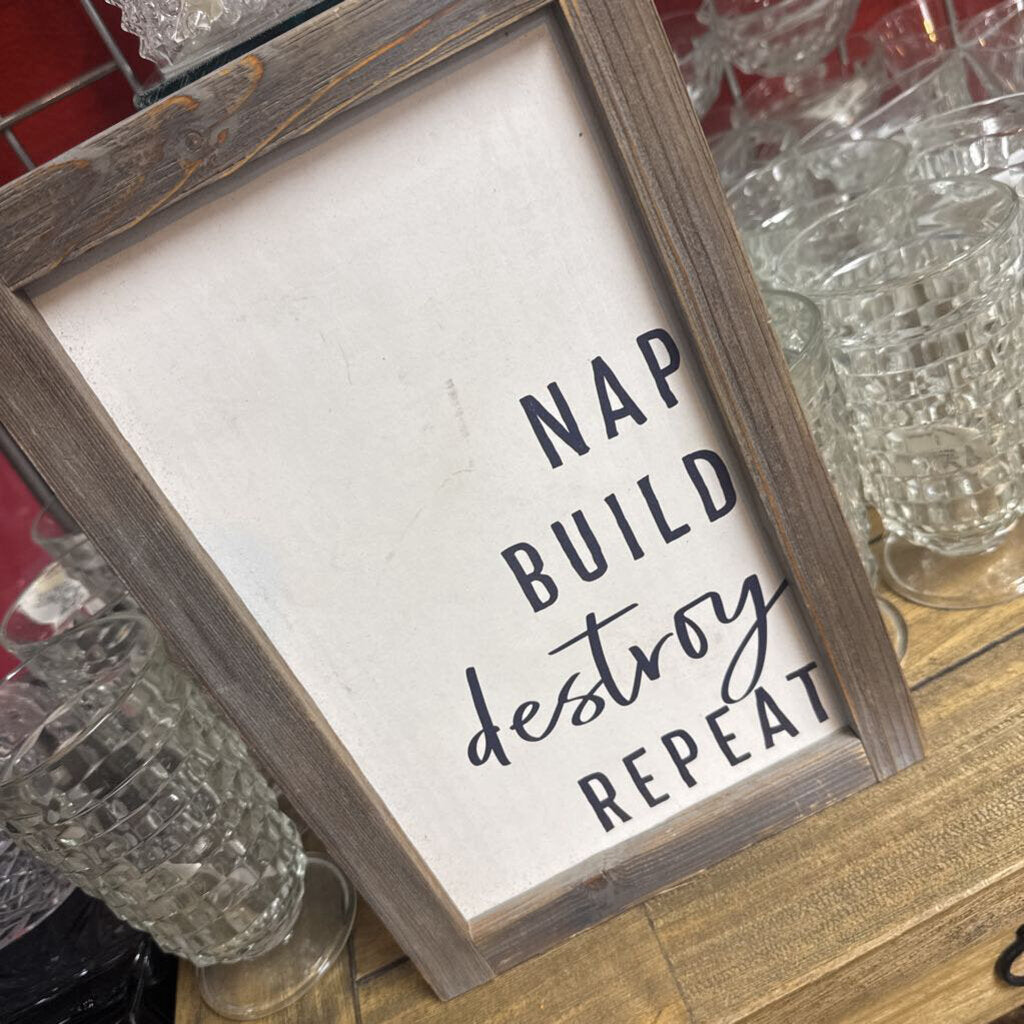 NAP
BUILD
destroy
REPEAT